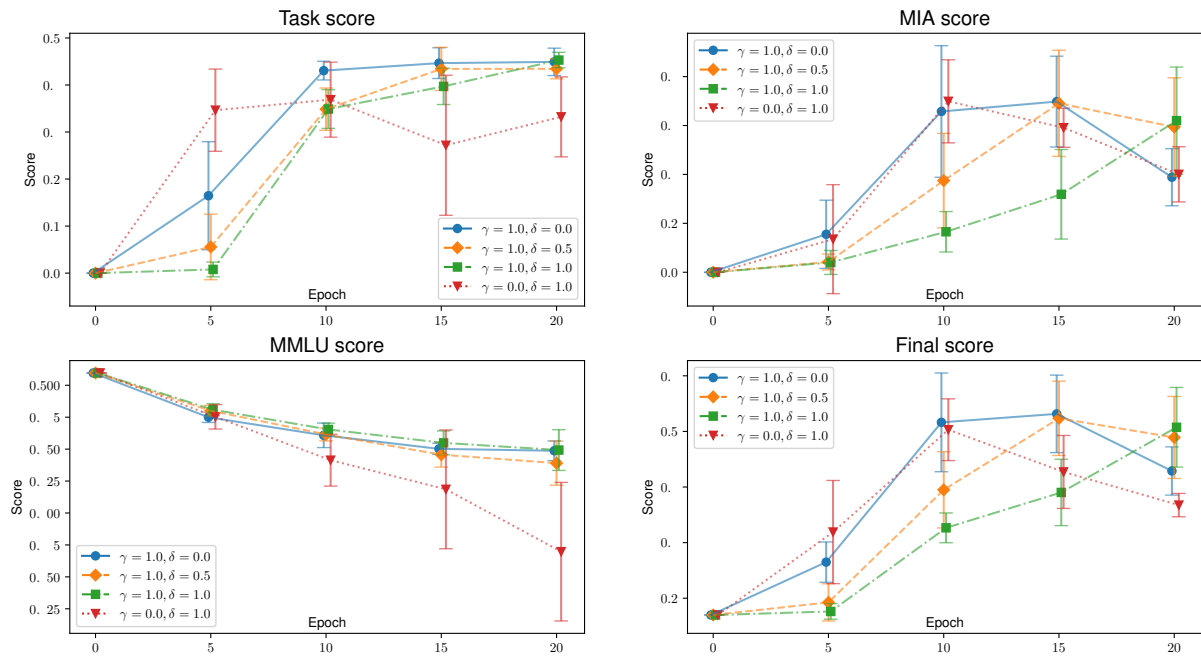 Task score
0.5
0.
0.
0.2
0.1
0.0
Score
γ = 1.0, δ = 0.0
γ = 1.0, δ = 0.5
γ = 1.0, δ = 1.0
γ = 0.0, δ = 1.0
Epoch
0 5 10 15 20
MIA score
0.
0.
0.
0.2
0.0
Score
γ = 1.0, δ = 0.0
γ = 1.0, δ = 0.5
γ = 1.0, δ = 1.0
γ = 0.0, δ = 1.0
Epoch
0 5 10 15 20
MMLU score
0.500
0. 5
0. 50
0. 25
0. 00
0. 5
0. 50
0. 25
Score
γ = 1.0, δ = 0.0
γ = 1.0, δ = 0.5
γ = 1.0, δ = 1.0
γ = 0.0, δ = 1.0
Epoch
0 5 10 15 20
Final score
0.
0.5
0.
0.
0.2
Score
γ = 1.0, δ = 0.0
γ = 1.0, δ = 0.5
γ = 1.0, δ = 1.0
γ = 0.0, δ = 1.0
Epoch
0 5 10 15 20